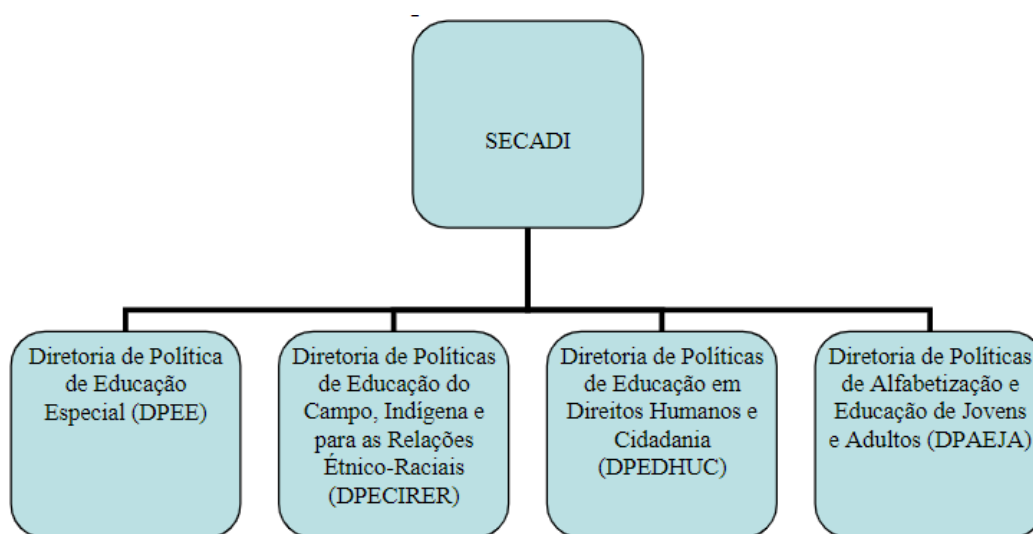 SECADI
Diretoria de Política
de Educação
Especial (DPEE)
Diretoria de Políticas
de Educação do
Campo, Indígena e
para as Relações
Étnico-Raciais
(DPECIRER)
Diretoria de Políticas
de Educação em
Direitos Humanos e
Cidadania
(DPEDHUC)
Diretoria de Políticas
de Alfabetização e
Educação de Jovens
e Adultos (DPAEJA)